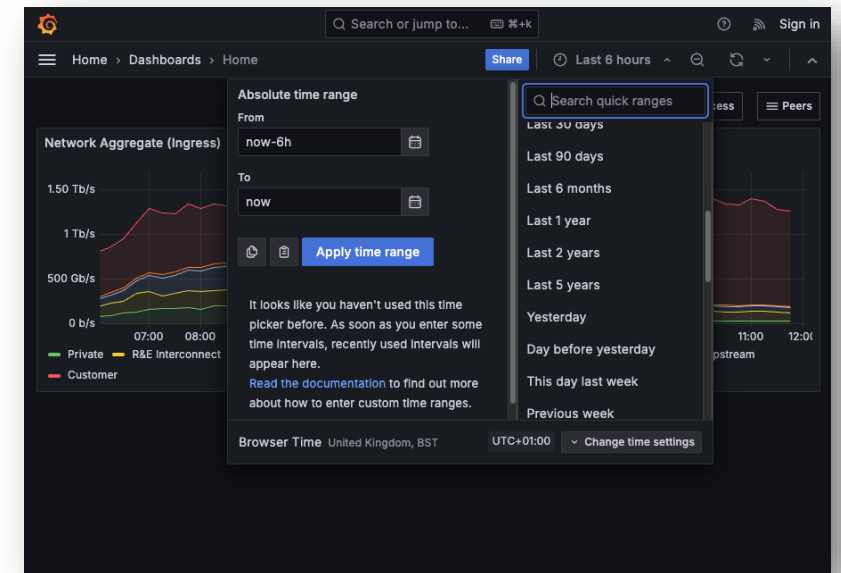 Search or jump to... ⌘+k Sign in
Home › Dashboards › Home Share Last 6 hours
Absolute time range
From
now-6h
To
now
Apply time range
It looks like you haven't used this time
picker before. As soon as you enter some
time intervals, recently used intervals will
appear here.
Read the documentation to find out more
about how to enter custom time ranges.
Search quick ranges
Last 30 days
Last 90 days
Last 6 months
Last 1 year
Last 2 years
Last 5 years
Yesterday
Day before yesterday
This day last week
Previous week
Browser Time United Kingdom, BST UTC+01:00 Change time settings
cess Peers
Network Aggregate (Ingress)
1.50 Tb/s
1 Tb/s
500 Gb/s
0 b/s
07:00 08:00
Private R&E Interconnect
Customer
11:00 12:0
pstream